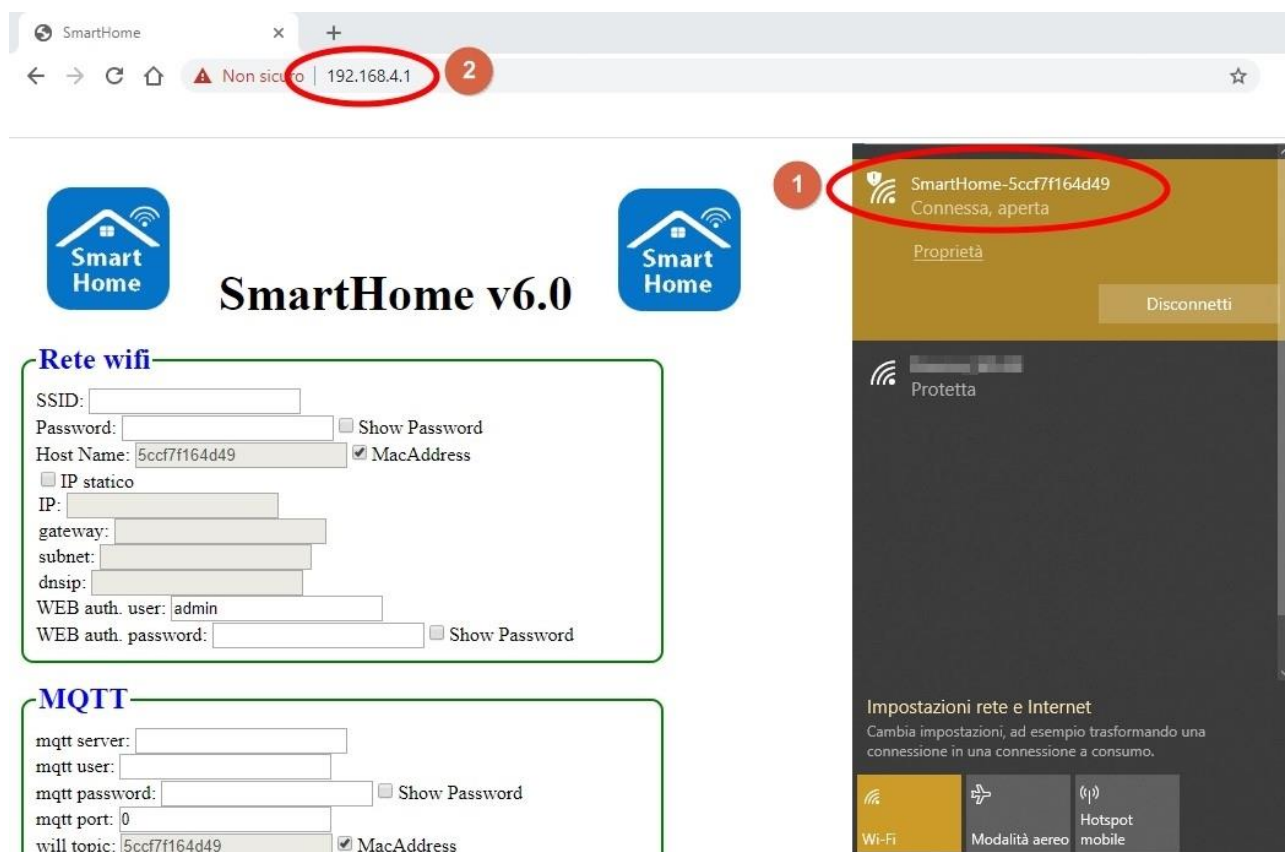 SmartHome
Non sicuro 192.168.4.1
2
1
SmartHome-5ccf7f164d49
Connessa, aperta
Proprietà
Disconnetti
Protetta
Smart
Home
SmartHome v6.0
Smart
Home
Rete wifi
SSID:
Password: Show Password
Host Name: 5ccf7f164d49 MacAddress
IP statico
IP:
gateway:
subnet:
dnsip:
WEB auth. user: admin
WEB auth. password: Show Password
MQTT
mqtt server:
mqtt user:
mqtt password: Show Password
mqtt port: 0
will topic: 5ccf7f164d49 MacAddress
Impostazioni rete e Internet
Cambia impostazioni, ad esempio trasformando una
connessione in una connessione a consumo.
Wi-Fi
Modalità aereo
Hotspot
mobile